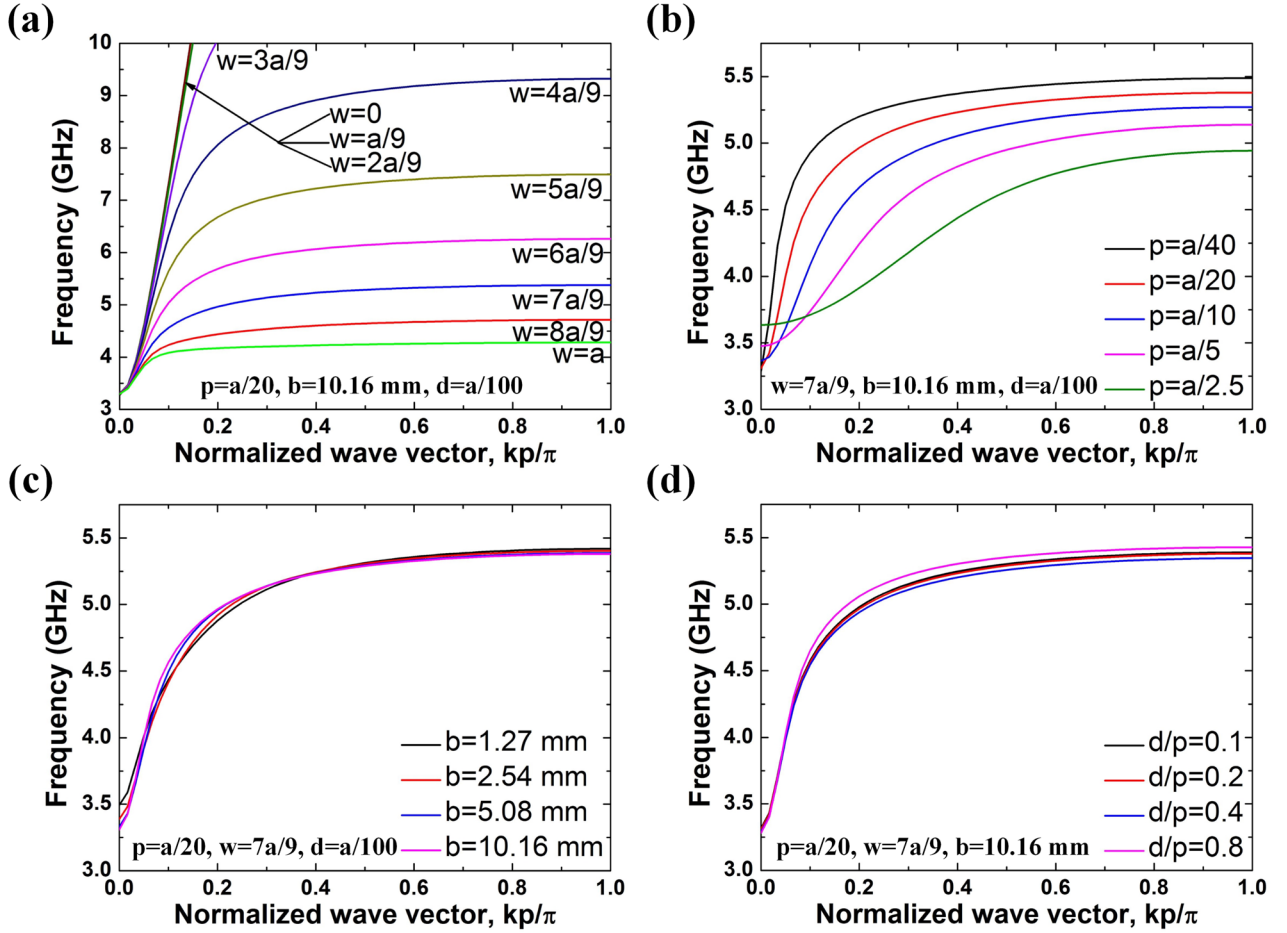 (a)
10
9
8
7
6
5
4
3
Frequency (GHz)
w=3a/9
w=4a/9
w=0
w=a/9
w=2a/9
w=5a/9
w=6a/9
w=7a/9
w=8a/9
w=a
p=a/20, b=10.16 mm, d=a/100
0.0 0.2 0.4 0.6 0.8 1.0
Normalized wave vector, kp/π
(b)
5.5
5.0
4.5
4.0
3.5
3.0
Frequency (GHz)
p=a/40
p=a/20
p=a/10
p=a/5
p=a/2.5
w=7a/9, b=10.16 mm, d=a/100
0.0 0.2 0.4 0.6 0.8 1.0
Normalized wave vector, kp/π
(c)
5.5
5.0
4.5
4.0
3.5
3.0
Frequency (GHz)
b=1.27 mm
b=2.54 mm
b=5.08 mm
b=10.16 mm
p=a/20, w=7a/9, d=a/100
0.0 0.2 0.4 0.6 0.8 1.0
Normalized wave vector, kp/π
(d)
5.5
5.0
4.5
4.0
3.5
3.0
Frequency (GHz)
d/p=0.1
d/p=0.2
d/p=0.4
d/p=0.8
p=a/20, w=7a/9, b=10.16 mm
0.0 0.2 0.4 0.6 0.8 1.0
Normalized wave vector, kp/π